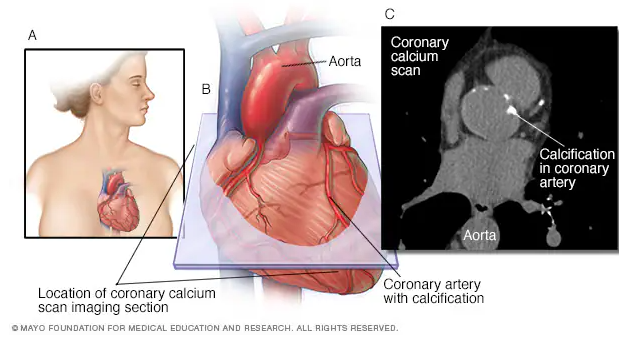 A
B
Aorta
C
Coronary
calcium
scan
Calcification
in coronary
artery
Aorta
Location of coronary calcium
scan imaging section
Coronary artery
with calcification
© MAYO FOUNDATION FOR MEDICAL EDUCATION AND RESEARCH. ALL RIGHTS RESERVED.